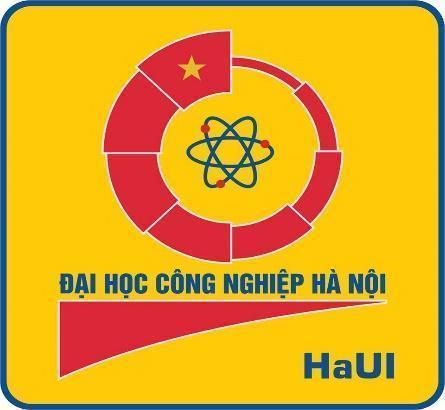 ĐẠI HỌC CÔNG NGHIỆP HÀ NỘI
HaUI